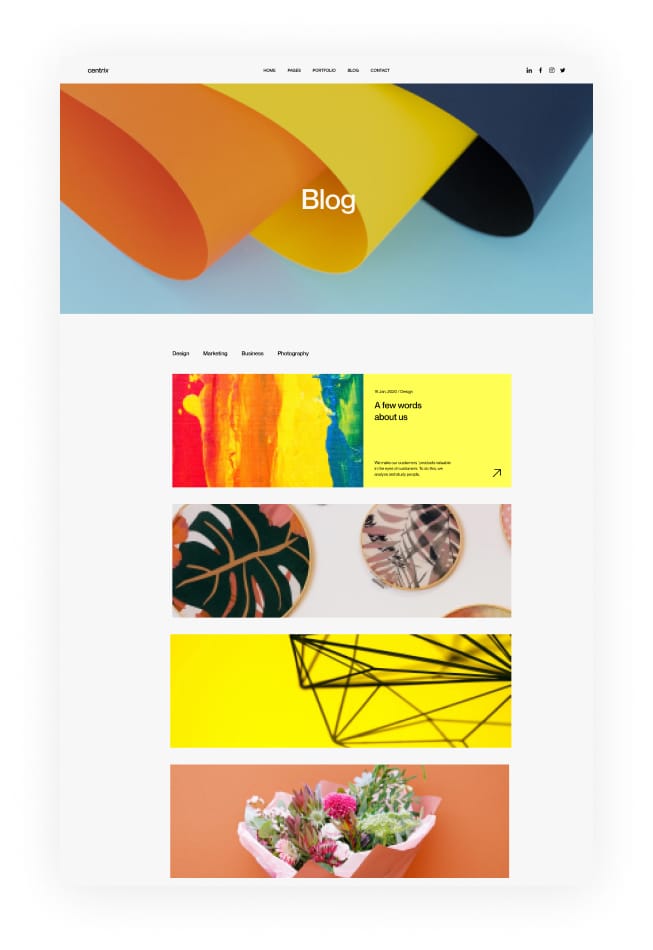 centrix
HOME PAGES PORTFOLIO BLOG CONTACT
Blog
Design Marketing Business Photography
15 Jan, 2020 / Design
A few words
about us
We make our customers' products valuable
in the eyes of customers. To do this, we
analyze and study people.